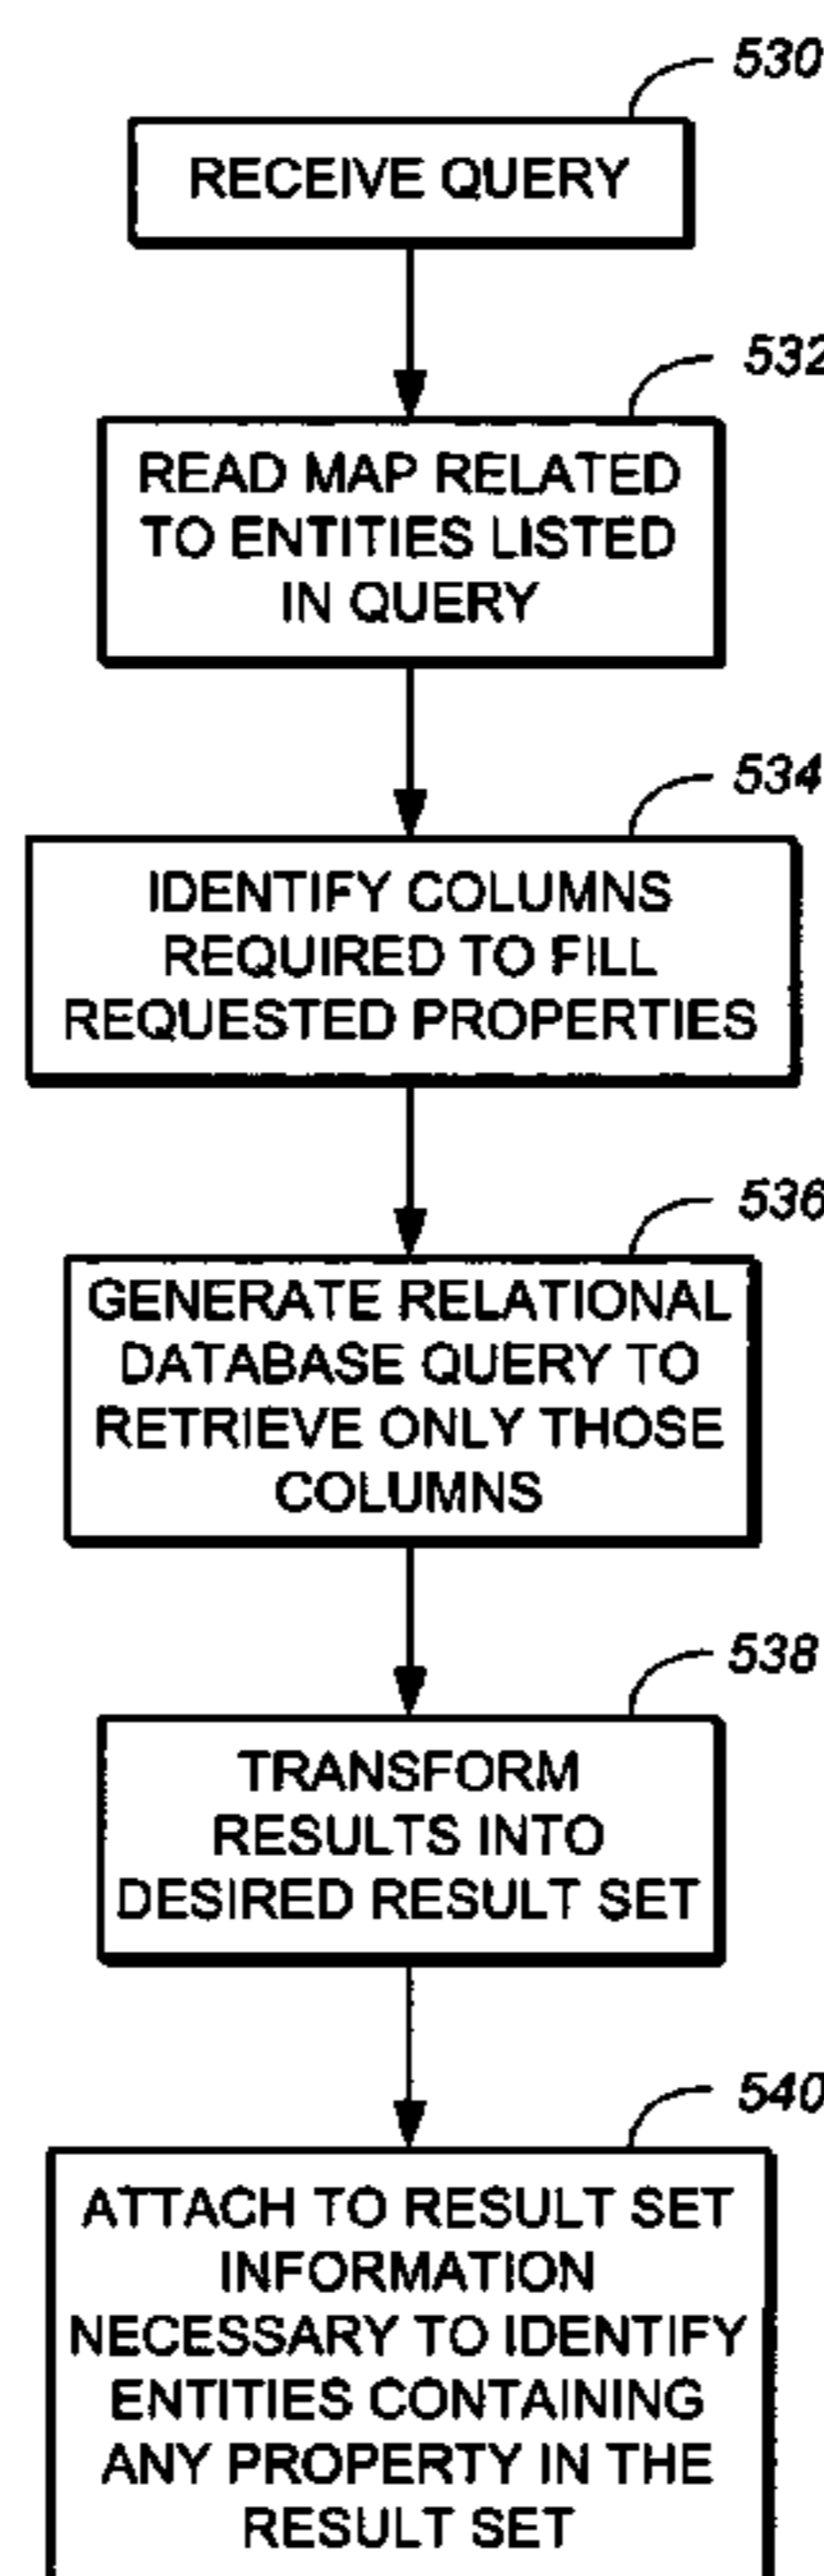 530
RECEIVE QUERY
532
READ MAP RELATED
TO ENTITIES LISTED
IN QUERY
534
IDENTIFY COLUMNS
REQUIRED TO FILL
REQUESTED PROPERTIES
536
GENERATE RELATIONAL
DATABASE QUERY TO
RETRIEVE ONLY THOSE
COLUMNS
538
TRANSFORM
RESULTS INTO
DESIRED RESULT SET
540
ATTACH TO RESULT SET
INFORMATION
NECESSARY TO IDENTIFY
ENTITIES CONTAINING
ANY PROPERTY IN THE
RESULT SET